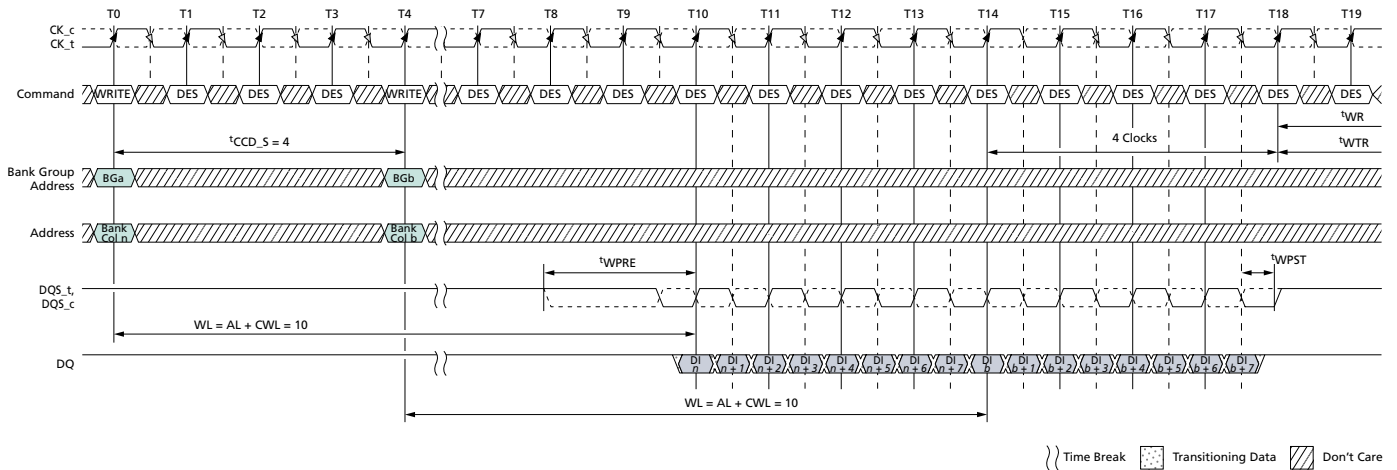 T0 T1 T2 T3 T4 T7 T8 T9 T10 T11 T12 T13 T14 T15 T16 T17 T18 T19
CK_c
CK_t
Command WRITE DES DES DES WRITE DES DES DES DES DES DES DES DES DES DES DES DES DES
tWR
tCCD_S = 4 4 Clocks tWTR
Bank Group
Address BGa BGb
Address Bank
Col n Bank
Col b
tWPRE tWPST
DQS_t,
DQS_c
WL = AL + CWL = 10
DQ DI
n DI
n + 1 DI
n + 2 DI
n + 3 DI
n + 4 DI
n + 5 DI
n + 6 DI
n + 7 DI
b DI
b + 1 DI
b + 2 DI
b + 3 DI
b + 4 DI
b + 5 DI
b + 6 DI
b + 7
WL = AL + CWL = 10
Time Break Transitioning Data Don't Care